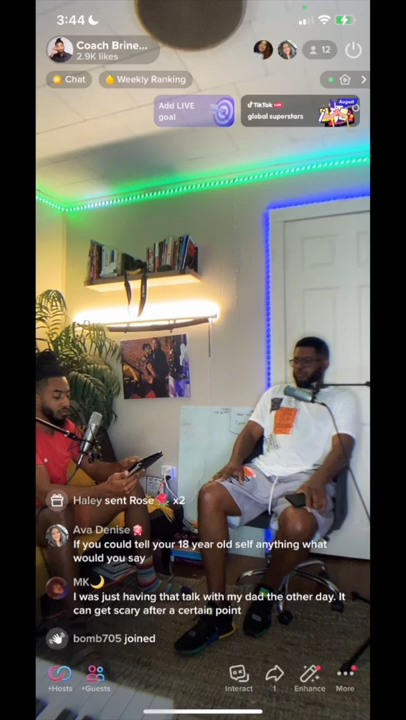 3:44
Coach Brine...
2.9K likes
12
Chat
Weekly Ranking
Add LIVE
goal
TikTok LIVE
global superstars
August
Haley sent Rose x2
Ava Denise
If you could tell your 18 year old self anything what
would you say
MK
I was just having that talk with my dad the other day. It
can get scary after a certain point
bomb705 joined
+Hosts
+Guests
Interact
1
Enhance
More